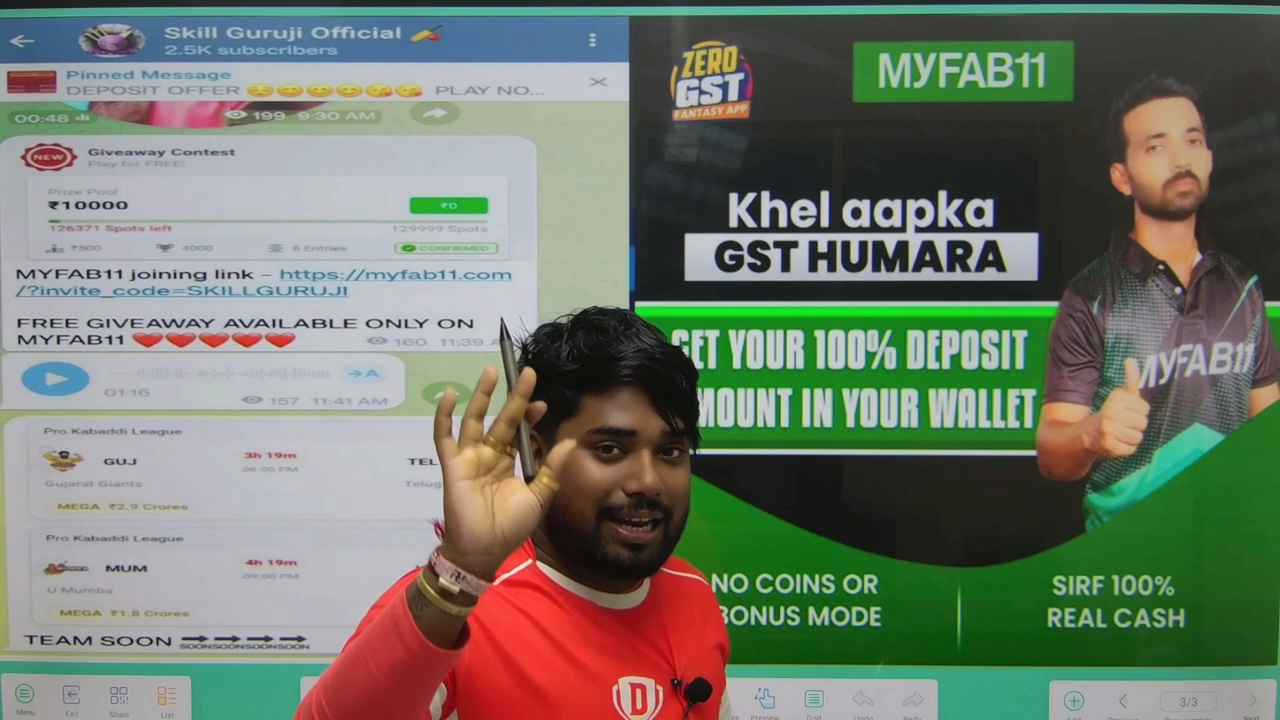 Skill Guruji Official
2.5K subscribers
Pinned Message
DEPOSIT OFFER 😏😊😊😊😘😘 PLAY NO...
00:48
199 9:30 AM
NEW
Giveaway Contest
Play for FREE!
Prize Pool
₹10000
₹0
126371 Spots left
129999 Spots
₹500
4000
6 Entries
CONFIRMED
MYFAB11 joining link - https://myfab11.com
/?invite_code=SKILLGURUJI
FREE GIVEAWAY AVAILABLE ONLY ON
MYFAB11 ❤️❤️❤️❤️❤️
160 11:39 A
→A
01:16
157 11:41 AM
Pro Kabaddi League
GUJ
3h 19m
08:00 PM
TEL
Gujarat Giants
Telug
MEGA ₹2.9 Crores
Pro Kabaddi League
MUM
4h 19m
09:00 PM
U Mumba
MEGA ₹1.8 Crores
TEAM SOON SOONSOONSOONSOON
ZERO
GST
FANTASY APP
MYFAB11
Khel aapka
GST HUMARA
GET YOUR 100% DEPOSIT
MOUNT IN YOUR WALLET
MYFAB11
NO COINS OR
BONUS MODE
SIRF 100%
REAL CASH
D
Menu
Exit
Share
List
Preview
Grid
Undo
Redo
3/3